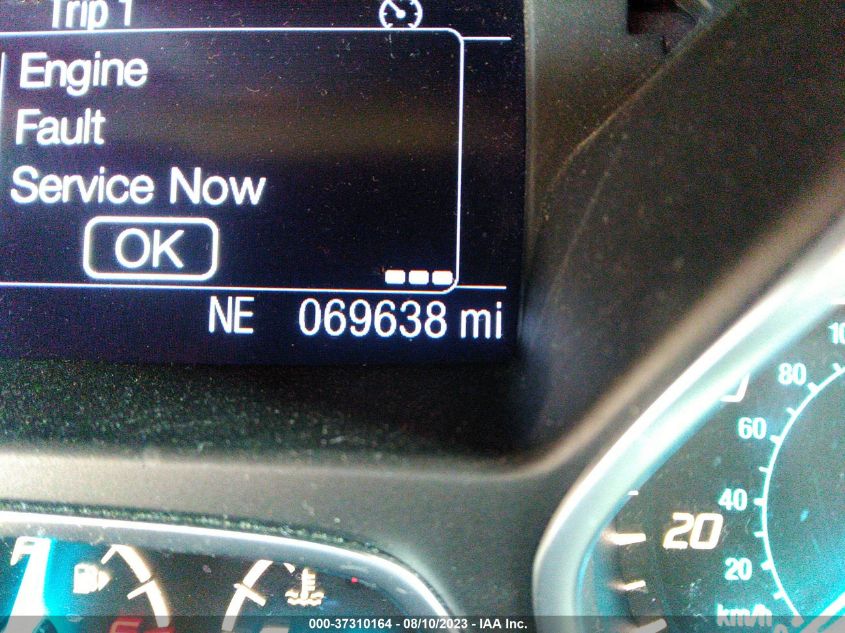 Trip 1
Engine
Fault
Service Now
OK
NE 069638 mi
80
60
40
20
20
km/h
000-37310164 - 08/10/2023 - IAA Inc.